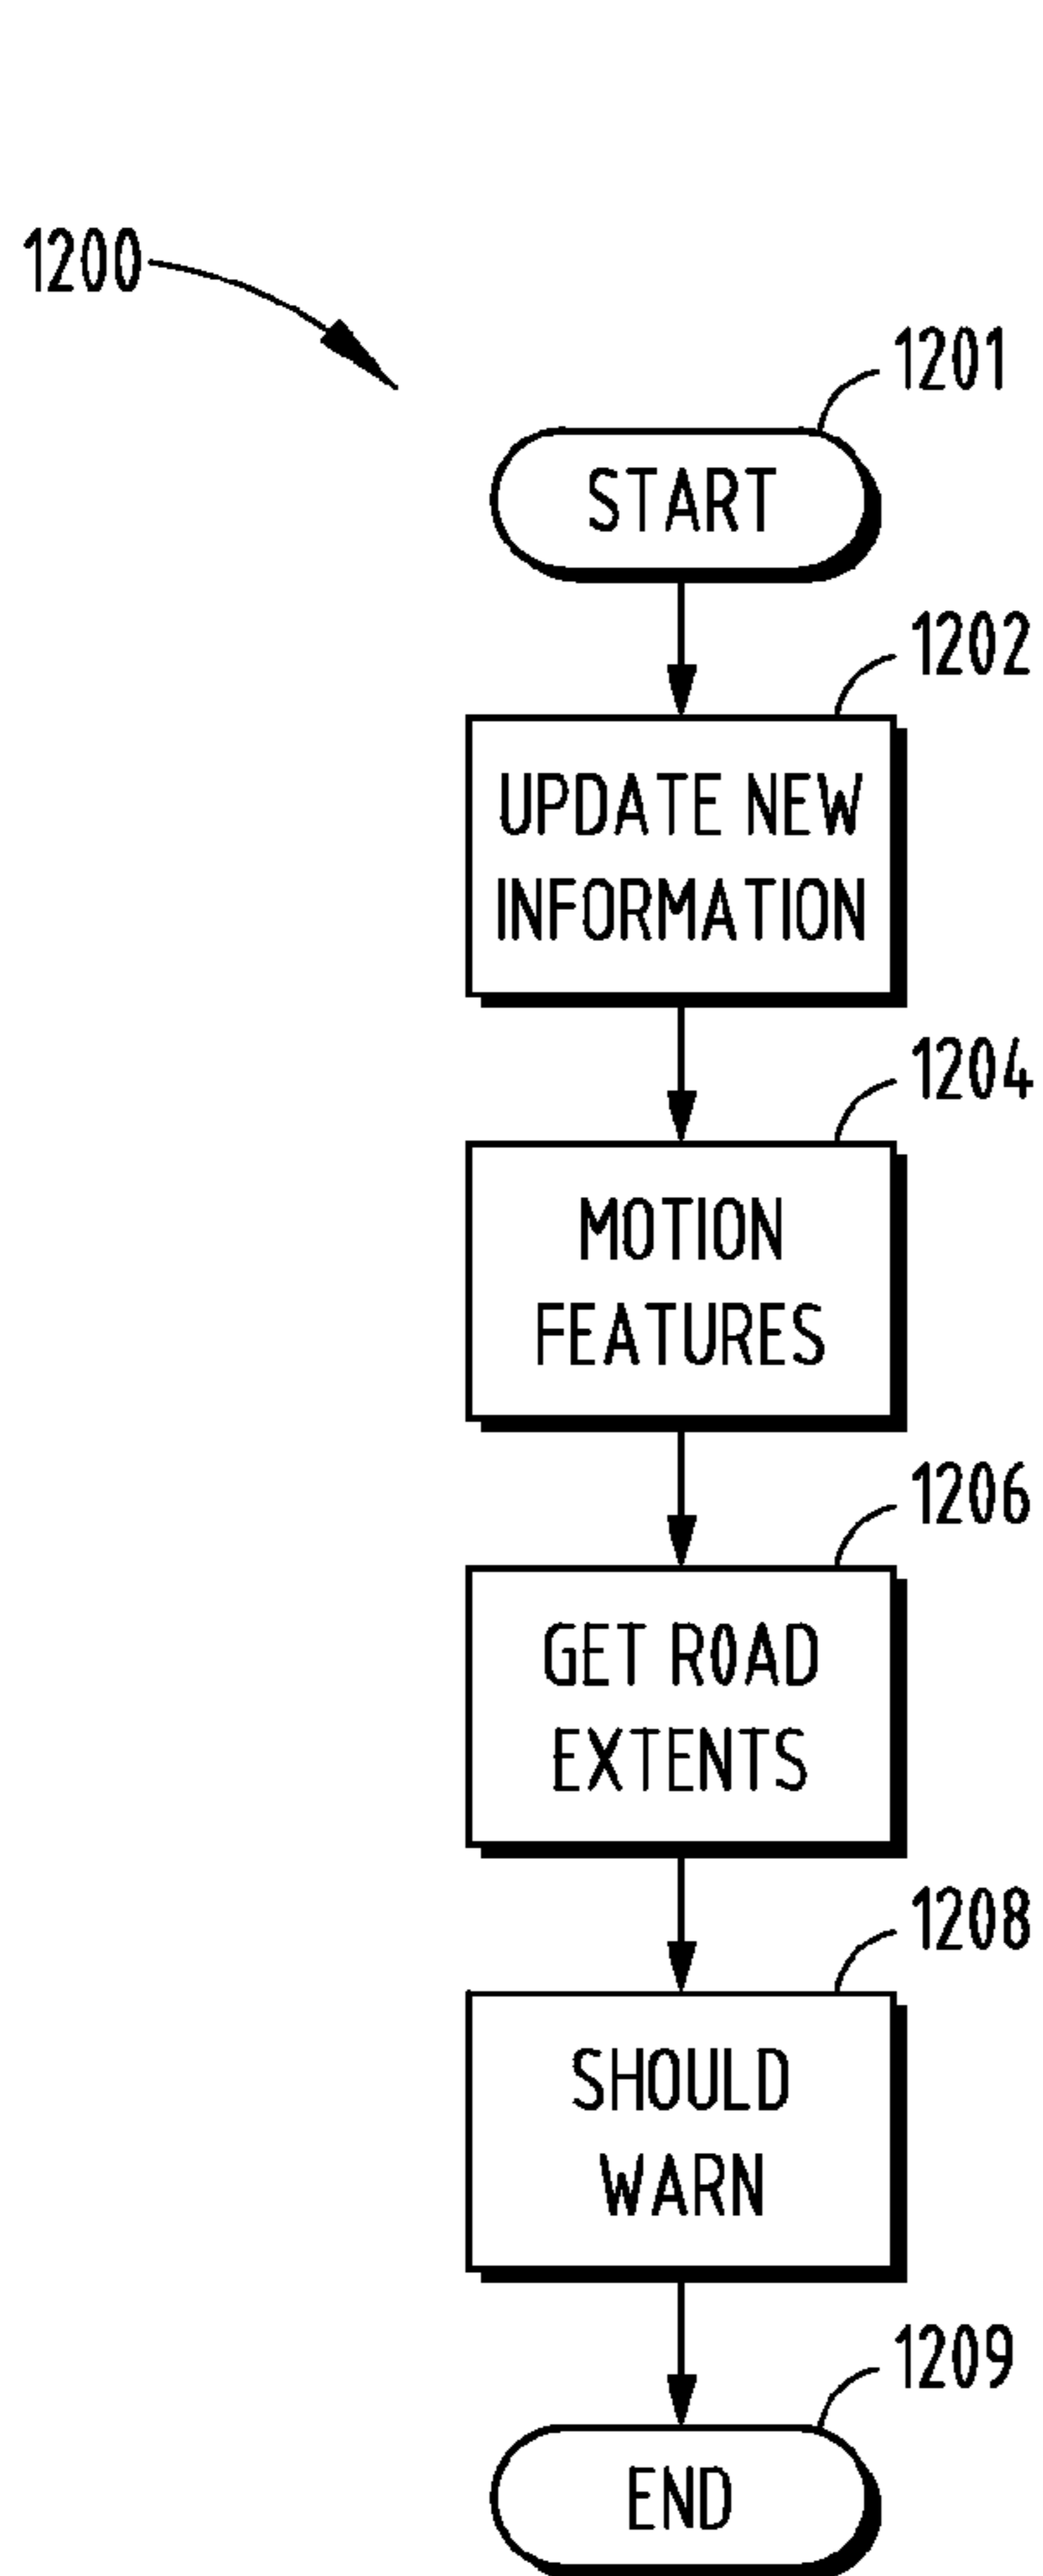 1200
1201
START
1202
UPDATE NEW
INFORMATION
1204
MOTION
FEATURES
1206
GET ROAD
EXTENTS
1208
SHOULD
WARN
1209
END